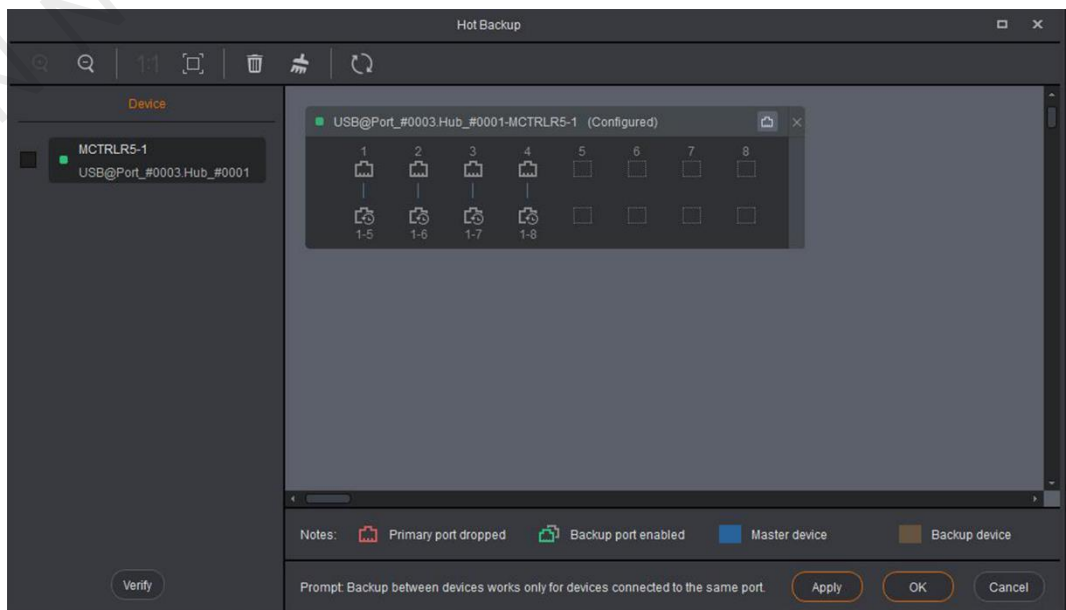 Hot Backup
1:1
Device
MCTRLR5-1
USB@Port_#0003.Hub_#0001
USB@Port_#0003.Hub_#0001-MCTRLR5-1 (Configured)
1 2 3 4 5 6 7 8
1-5 1-6 1-7 1-8
Notes: Primary port dropped Backup port enabled Master device Backup device
Verify
Prompt: Backup between devices works only for devices connected to the same port. Apply OK Cancel